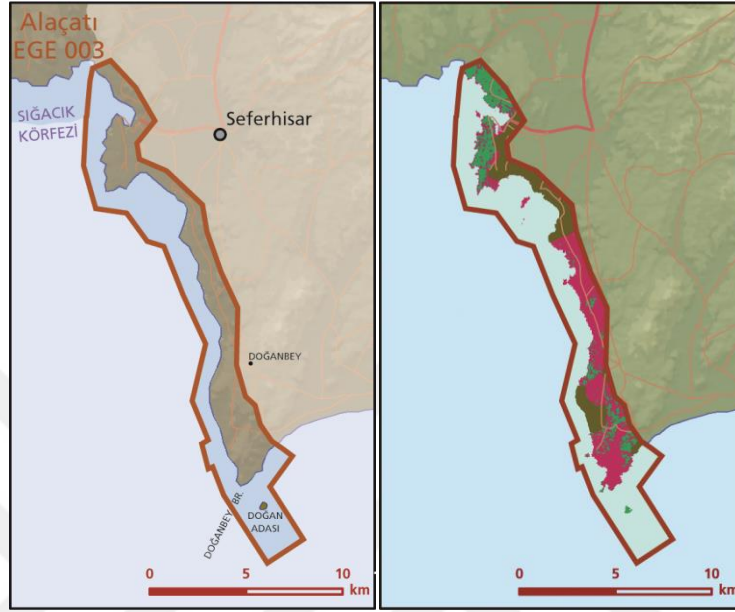 Alaçatı
EGE 003
SIĞACIK
KÖRFEZİ
Seferhisar
DOĞANBEY
DOĞANBEY BR.
DOĞAN
ADASI
0 5 10
km
0 5 10
km